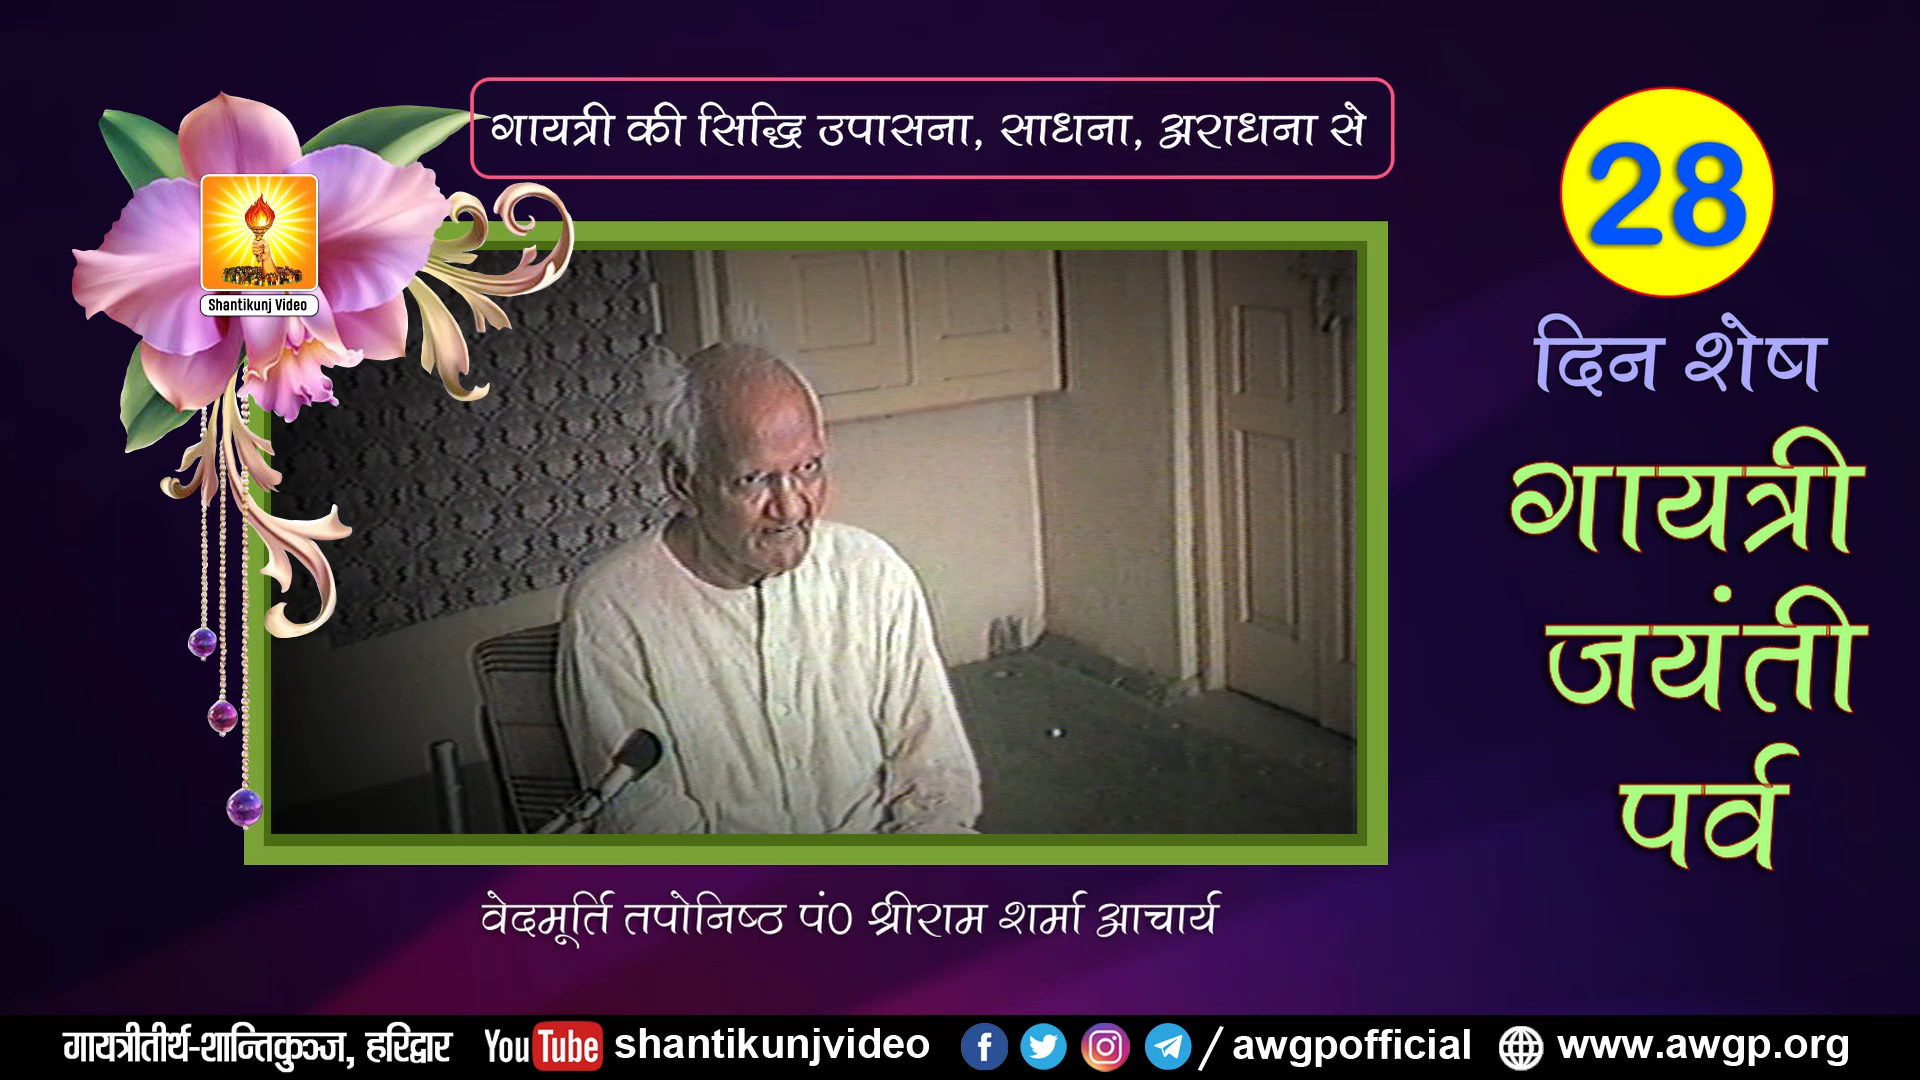 गायत्री की सिद्धि उपासना, साधना, अराधना से
Shantikunj Video
28
दिन शेष
गायत्री
जयंती
पर्व
वेदमूर्ति तपोनिष्ठ पं0 श्रीराम शर्मा आचार्य
गायत्रीतीर्थ-शान्तिकुञ्ज, हरिद्वार YouTube shantikunjvideo /awgpofficial www.awgp.org